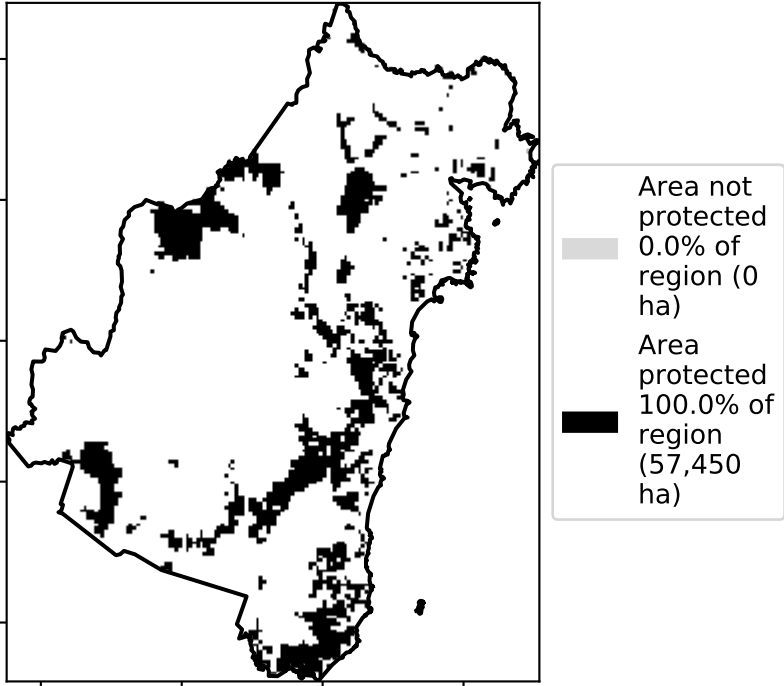 Area not
protected
0.0% of
region (0
ha)
Area
protected
100.0% of
region
(57,450
ha)